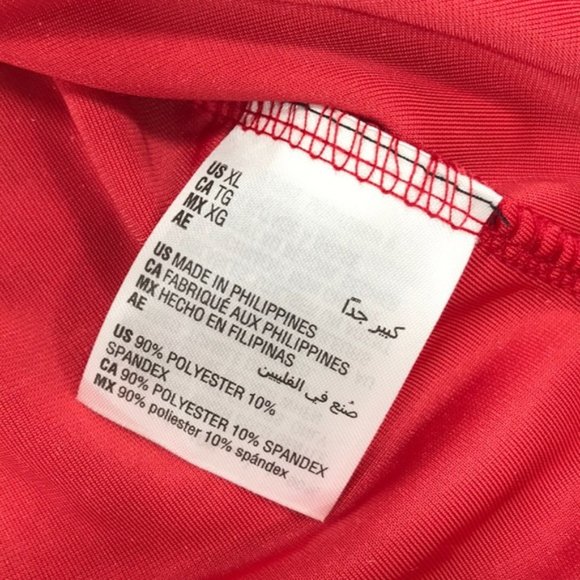 US XL
CA TG
MX XG
AE كبير جدًا
US MADE IN PHILIPPINES
CA FABRIQUÉ AUX PHILIPPINES
MX HECHO EN FILIPINAS
AE صُنع في الفلبين
US 90% POLYESTER 10%
SPANDEX
CA 90% POLYESTER 10% SPANDEX
MX 90% poliester 10% spándex